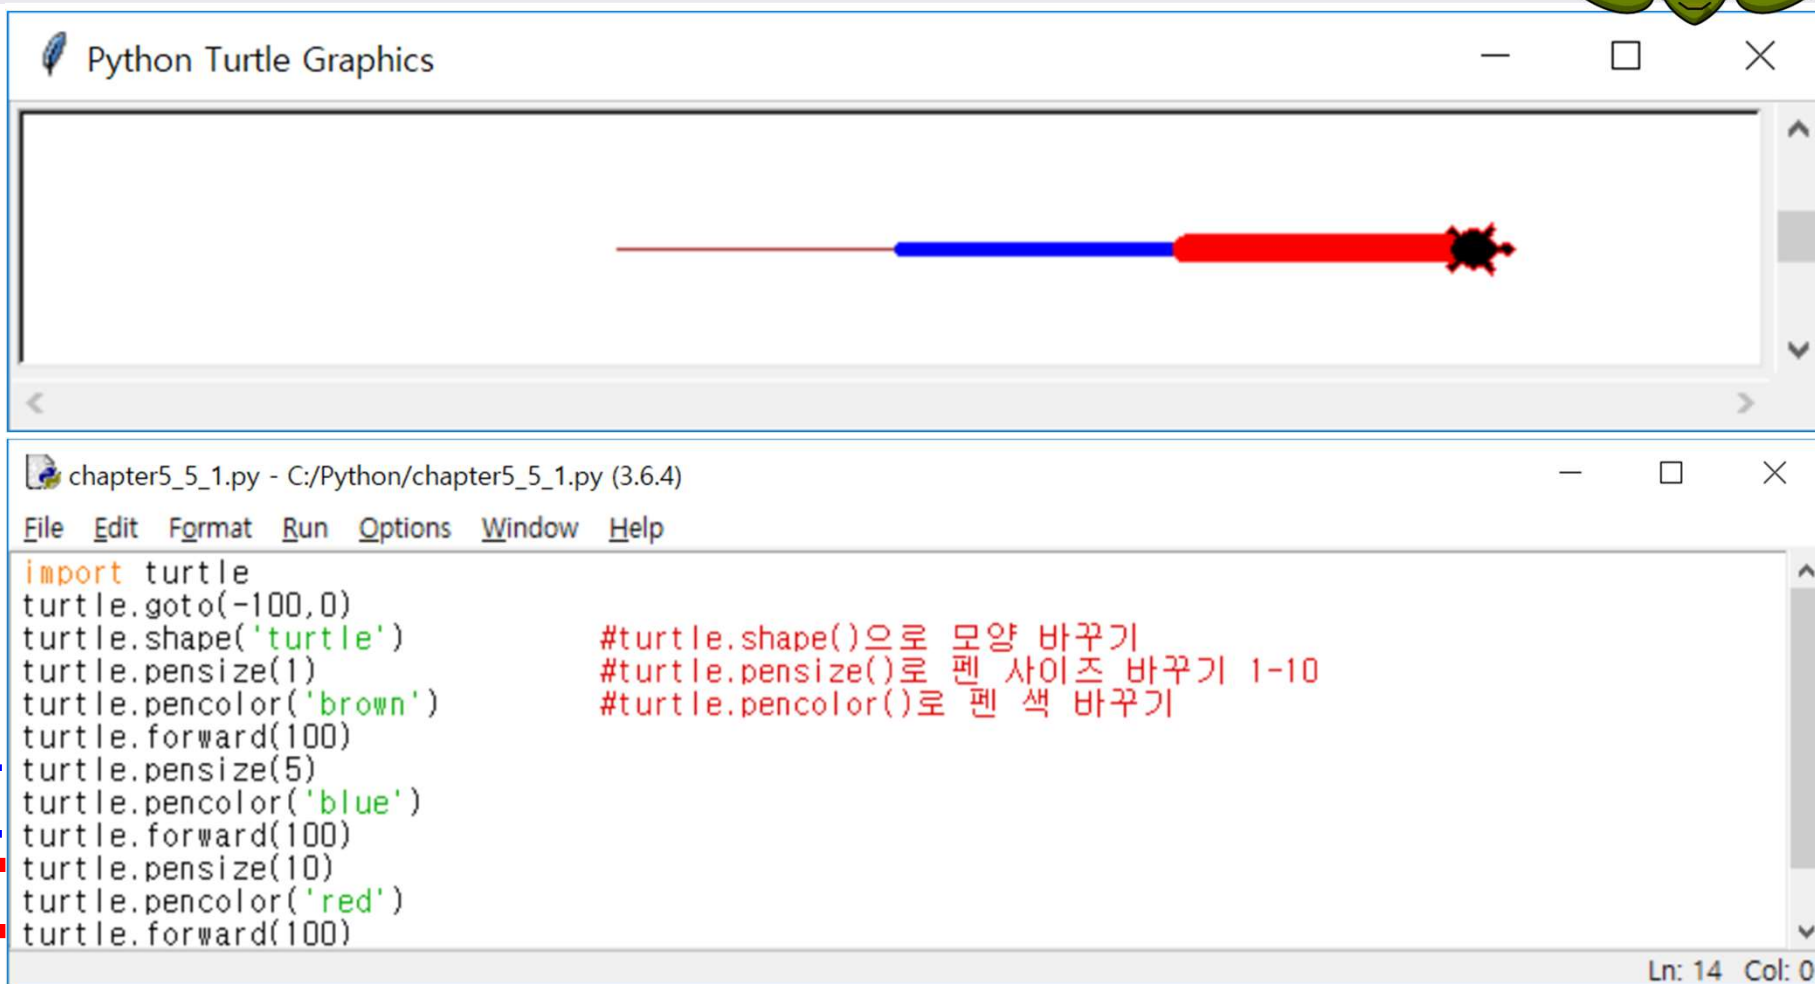 Python Turtle Graphics
chapter5_5_1.py - C:/Python/chapter5_5_1.py (3.6.4)
File Edit Format Run Options Window Help
import turtle
turtle.goto(-100,0)
turtle.shape('turtle') #turtle.shape()으로 모양 바꾸기
turtle.pensize(1) #turtle.pensize()로 펜 사이즈 바꾸기 1-10
turtle.pencolor('brown') #turtle.pencolor()로 펜 색 바꾸기
turtle.forward(100)
turtle.pensize(5)
turtle.pencolor('blue')
turtle.forward(100)
turtle.pensize(10)
turtle.pencolor('red')
turtle.forward(100)
Ln: 14 Col: 0